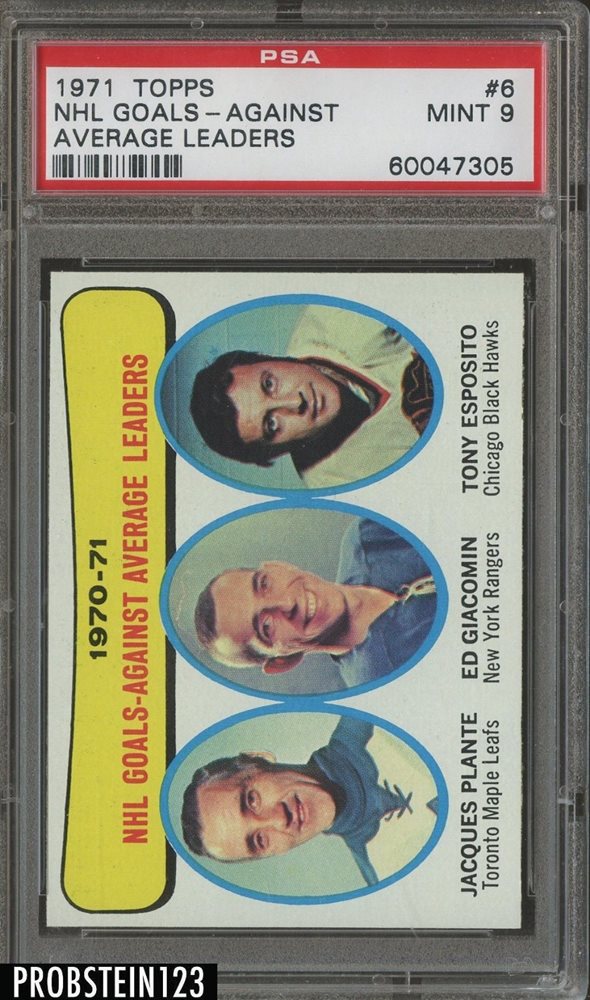 PSA
1971 TOPPS #6
NHL GOALS-AGAINST MINT 9
AVERAGE LEADERS
60047305
1970-71
NHL GOALS-AGAINST AVERAGE LEADERS
JACQUES PLANTE
Toronto Maple Leafs
ED GIACOMIN
New York Rangers
TONY ESPOSITO
Chicago Black Hawks
PROBSTEIN123